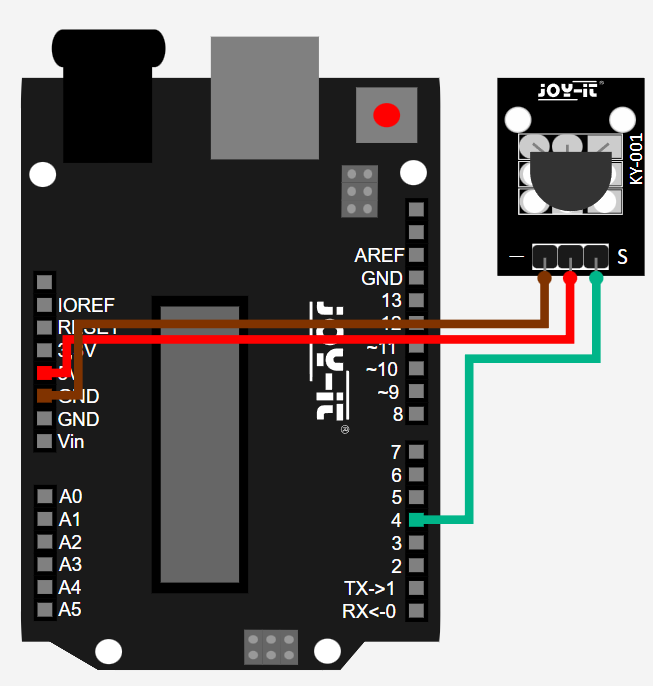 JOY-iT®
KY-001
– S
AREF
GND
13
12
~11
~10
~9
8
7
6
5
4
3
2
TX->1
RX<-0
IOREF
RESET
3.3V
5V
GND
GND
Vin
A0
A1
A2
A3
A4
A5
JOY-iT®